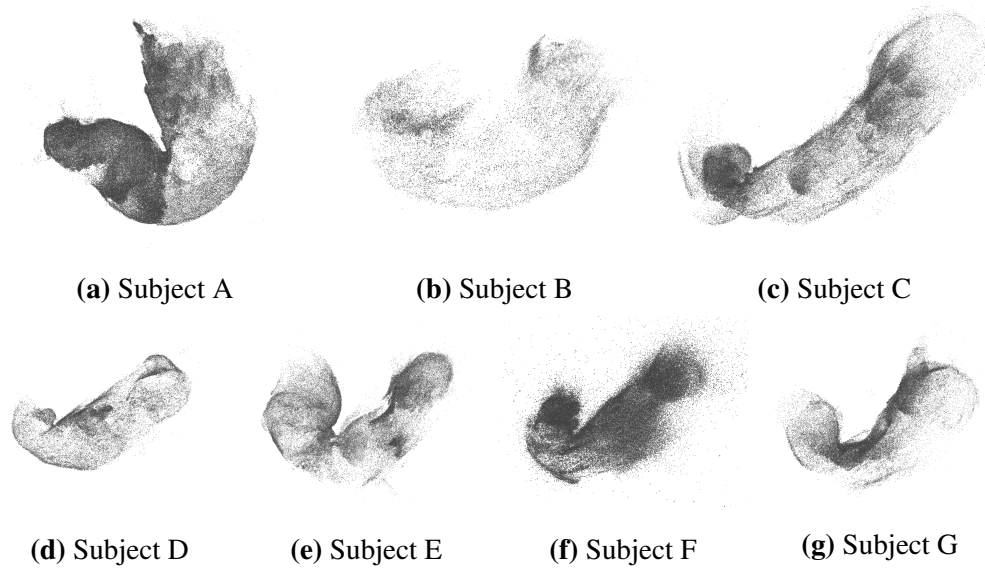 (a) Subject A
(b) Subject B
(c) Subject C
(d) Subject D
(e) Subject E
(f) Subject F
(g) Subject G